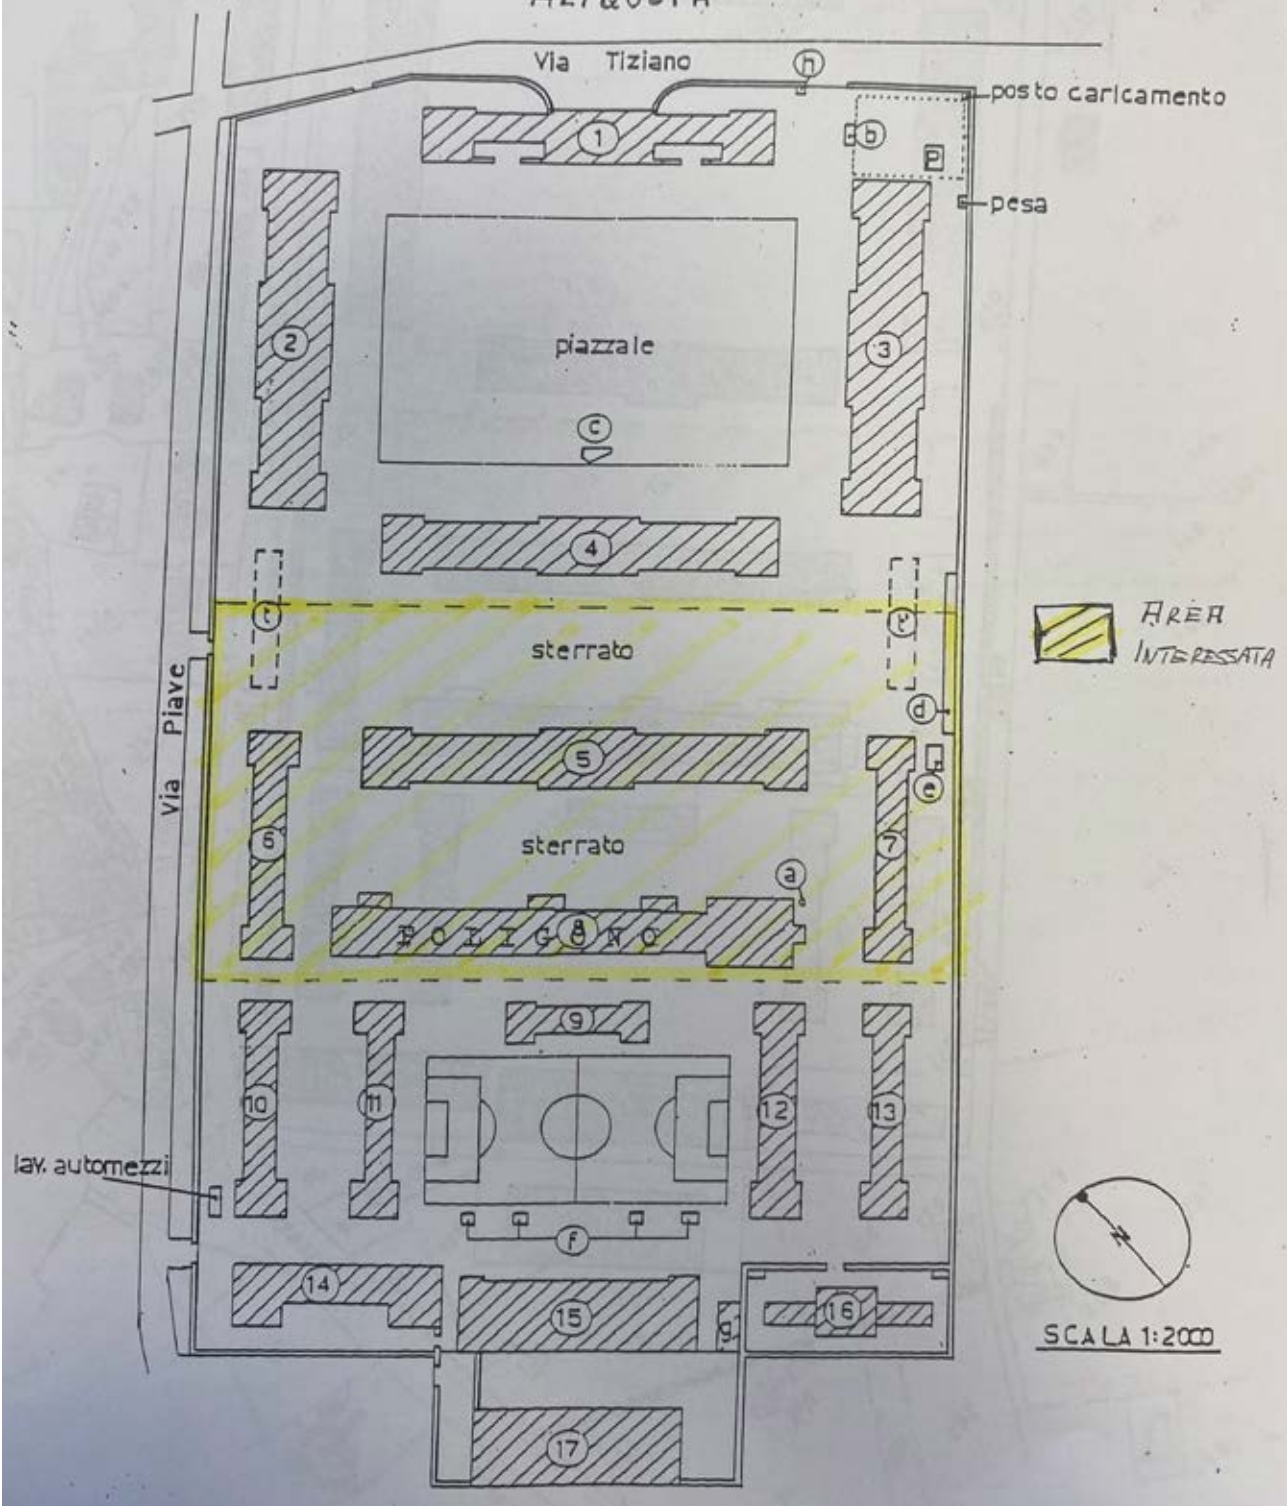 Via Tiziano
h
posto caricamento
1
b
P
pesa
2
piazzale
3
c
4
sterrato
AREA
INTERESSATA
Via Piave
d
5
e
6
sterrato
7
a
8
POLIGONO
9
10
11
12
13
lav. automezzi
f
N
14
15
g
16
SCALA 1:2000
17